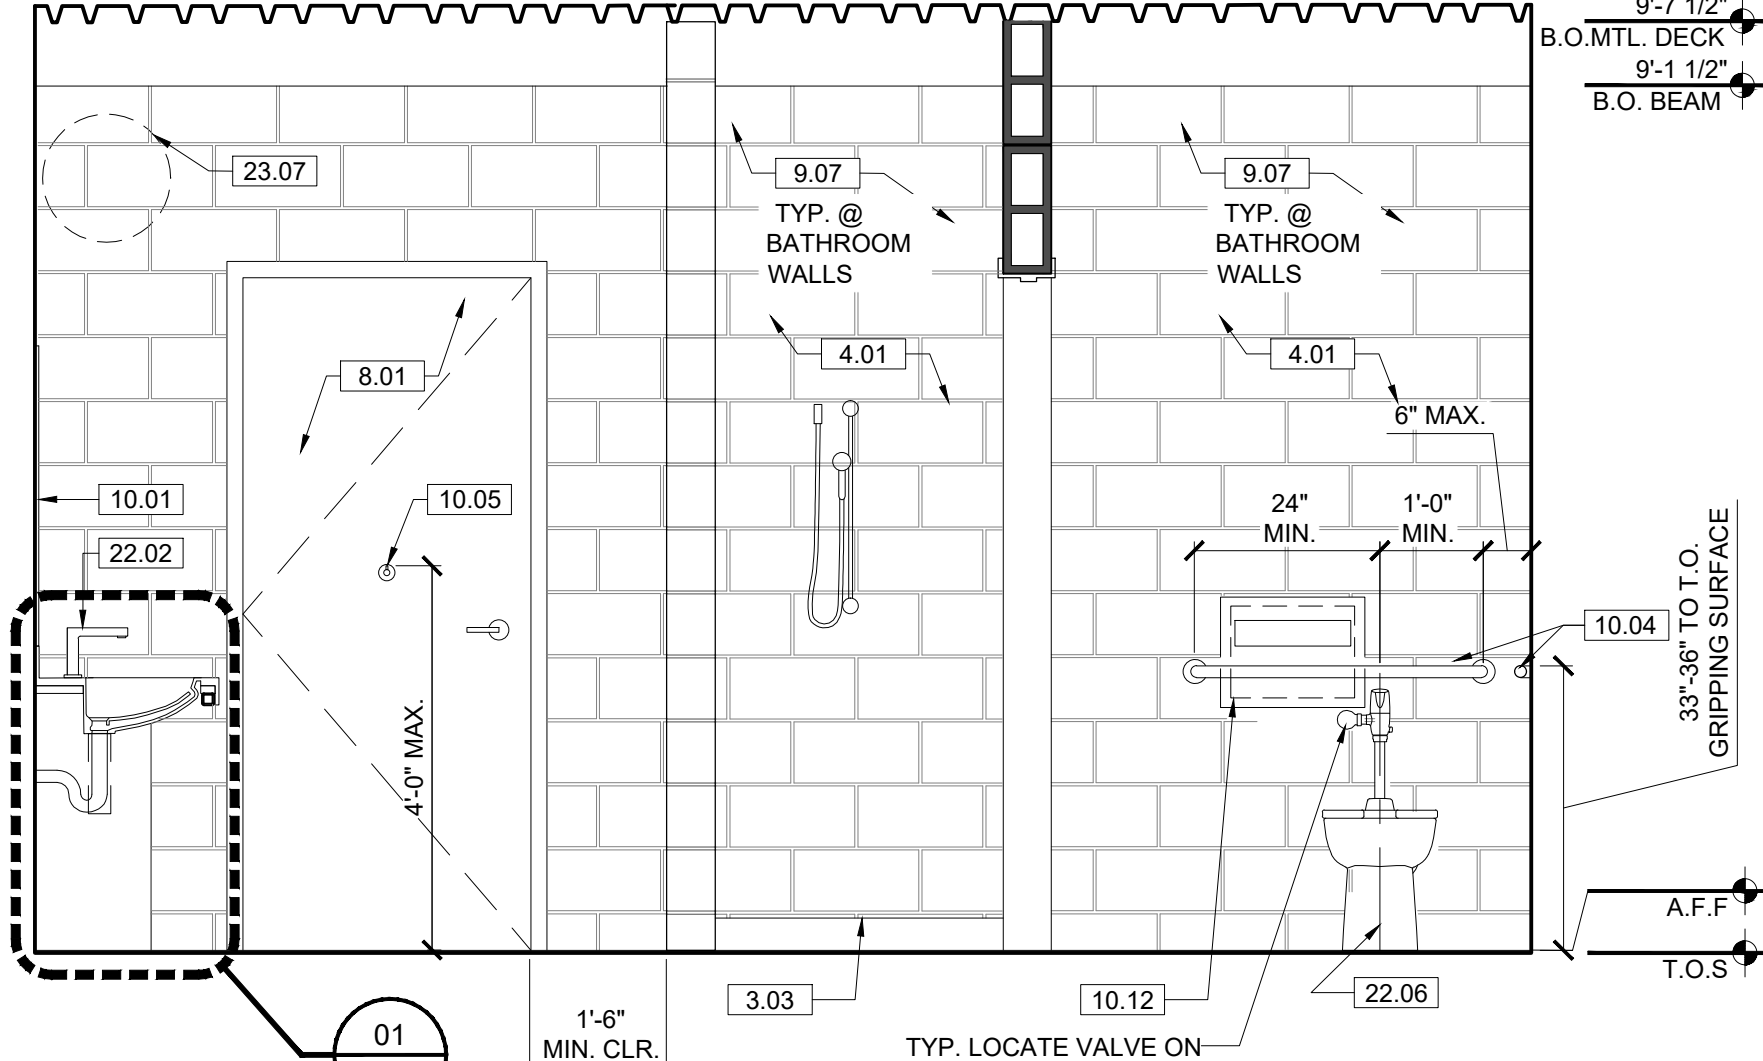 9'-7 1/2"
B.O.MTL. DECK
9'-1 1/2"
B.O. BEAM
23.07
9.07
TYP. @
BATHROOM
WALLS
9.07
TYP. @
BATHROOM
WALLS
8.01
4.01
4.01
6" MAX.
10.01
10.05
24"
MIN.
1'-0"
MIN.
22.02
10.04
33"-36" TO T.O.
GRIPPING SURFACE
4'-0" MAX.
A.F.F
T.O.S
3.03
10.12
22.06
01
1'-6"
MIN. CLR.
TYP. LOCATE VALVE ON